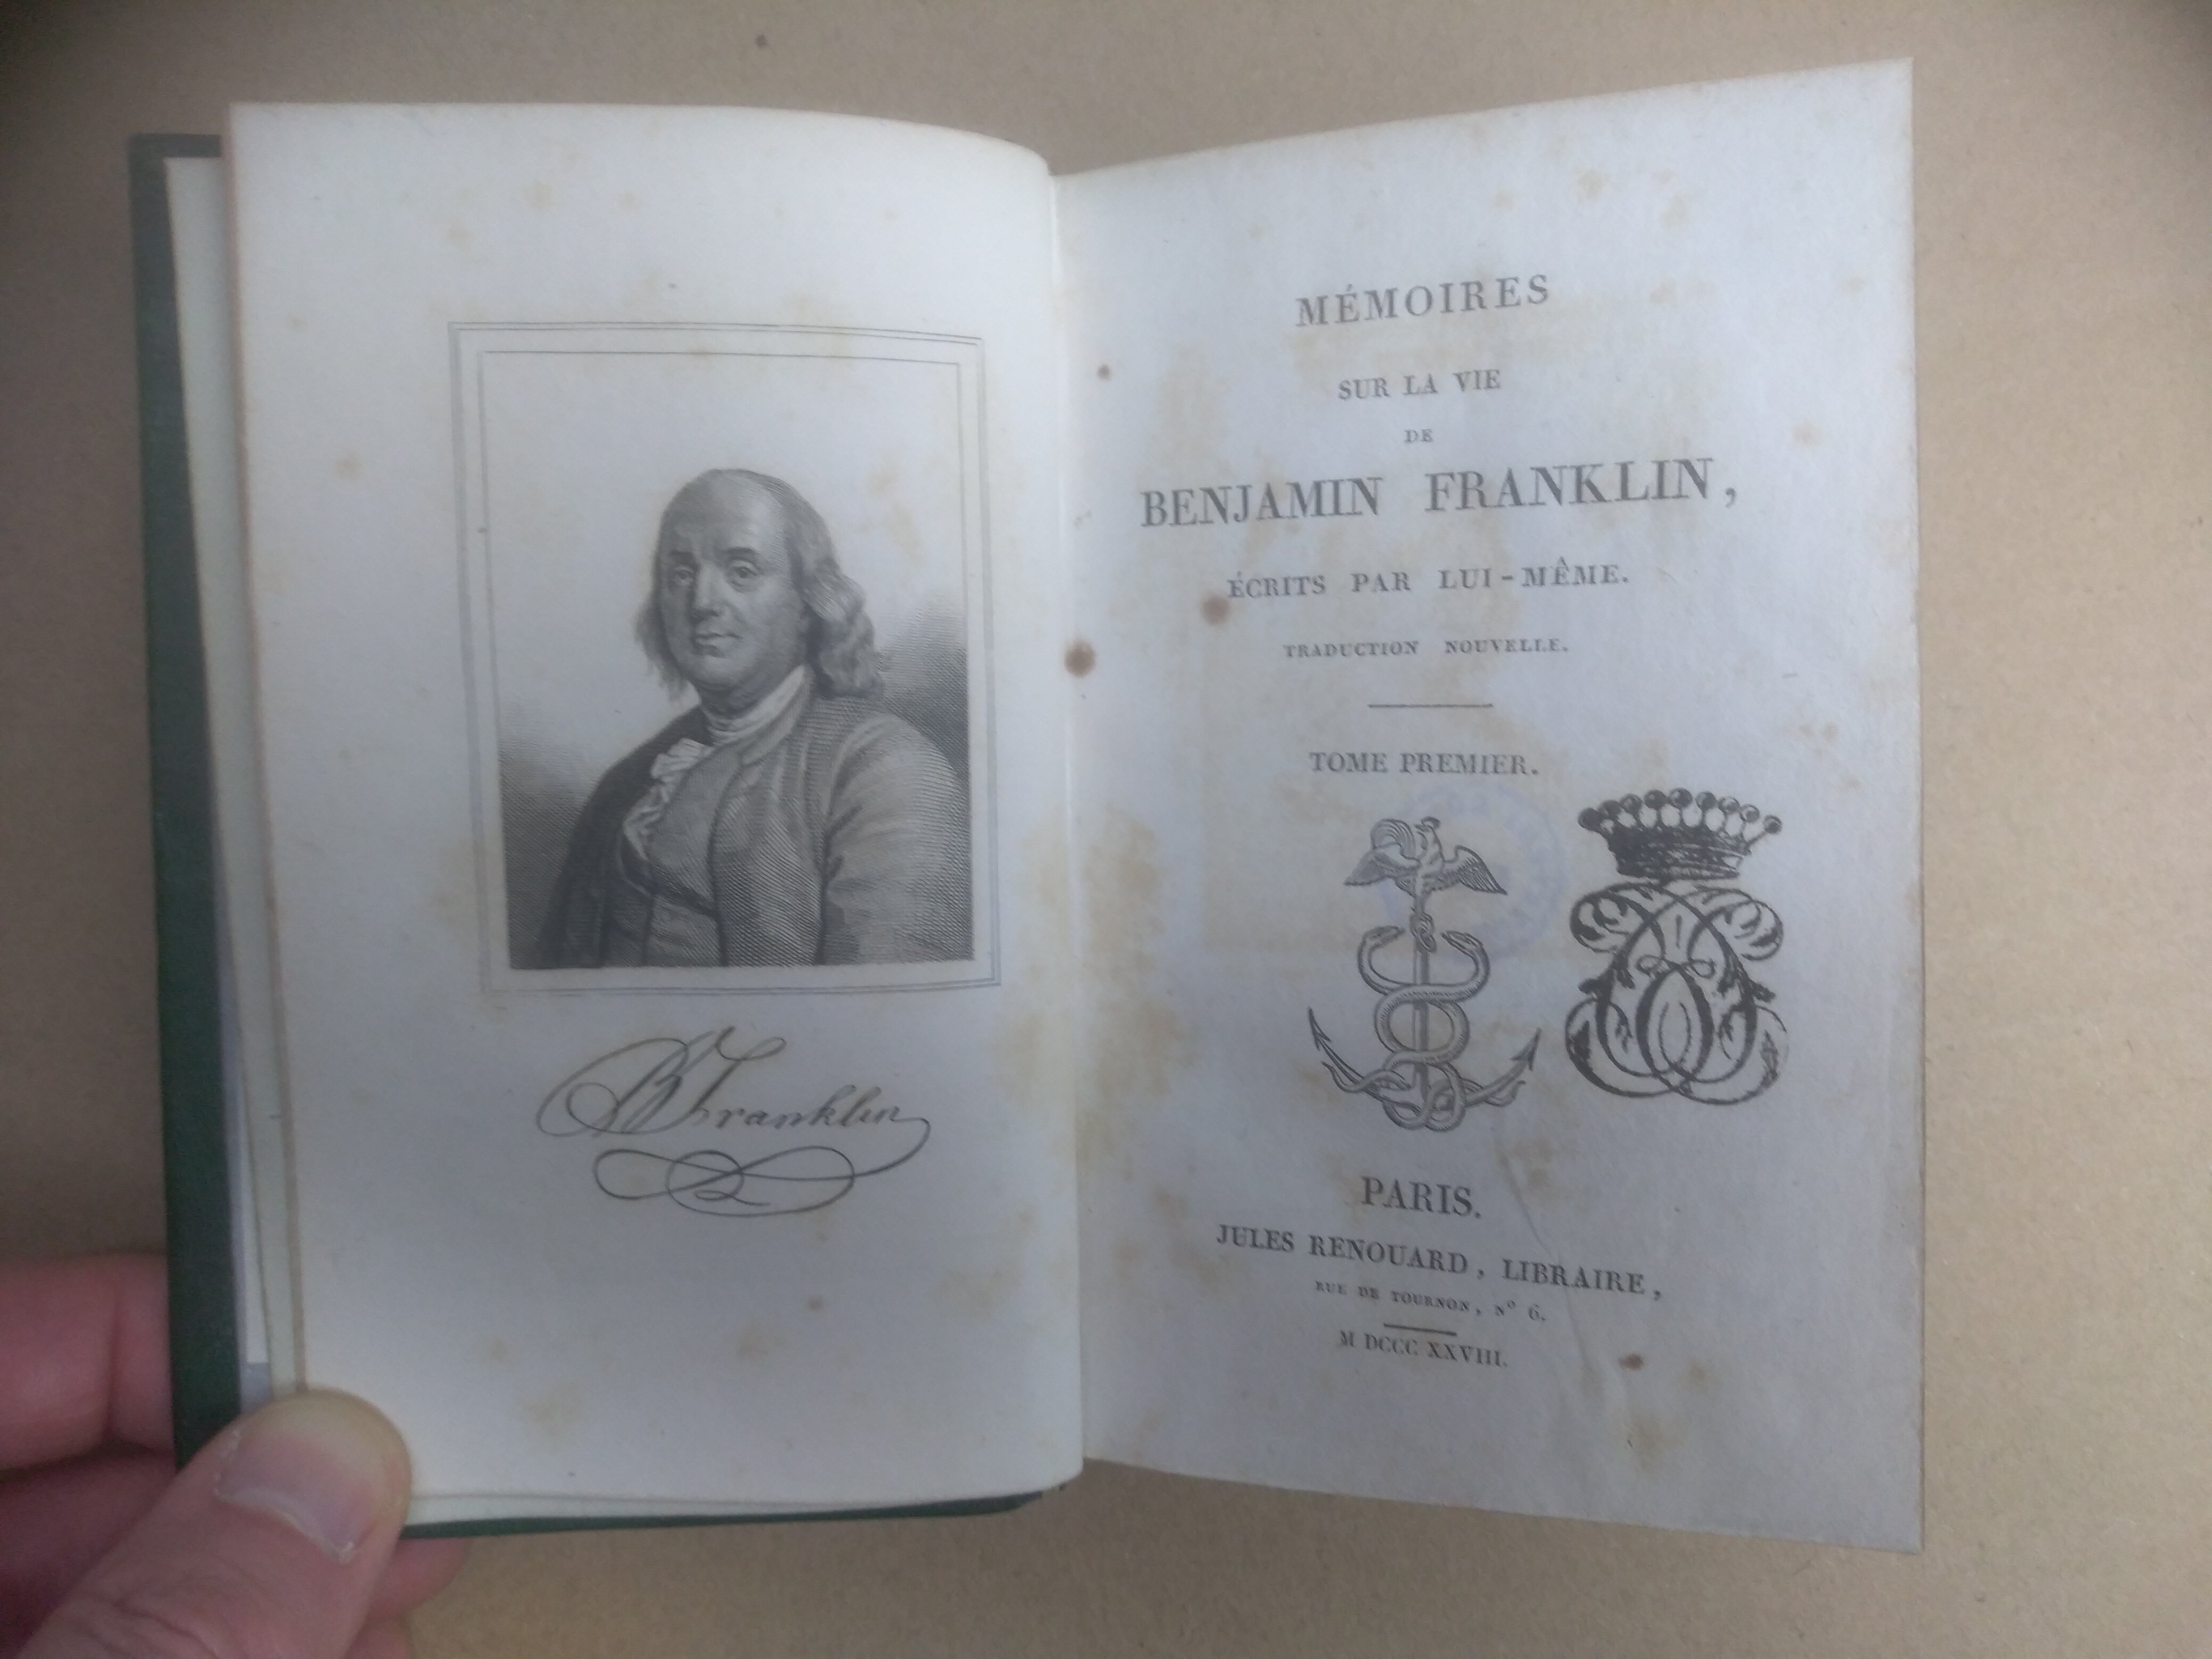 B Franklin
MÉMOIRES
SUR LA VIE
DE
BENJAMIN FRANKLIN,
ÉCRITS PAR LUI-MÊME.
TRADUCTION NOUVELLE.
TOME PREMIER.
PARIS.
JULES RENOUARD, LIBRAIRE,
RUE DE TOURNON, Nº 6.
M DCCC XXVIII.